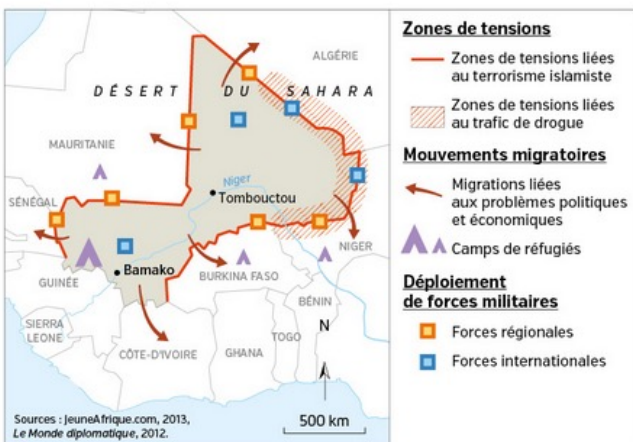 ALGÉRIE
DÉSERT DU SAHARA
MAURITANIE
Niger
Tombouctou
SÉNÉGAL
NIGER
Bamako
BURKINA FASO
GUINÉE
BÉNIN
SIERRA
LEONE
TOGO
N
CÔTE-D'IVOIRE
GHANA
Sources : JeuneAfrique.com, 2013,
Le Monde diplomatique, 2012.
500 km
Zones de tensions
Zones de tensions liées
au terrorisme islamiste
Zones de tensions liées
au trafic de drogue
Mouvements migratoires
Migrations liées
aux problèmes politiques
et économiques
Camps de réfugiés
Déploiement
de forces militaires
Forces régionales
Forces internationales